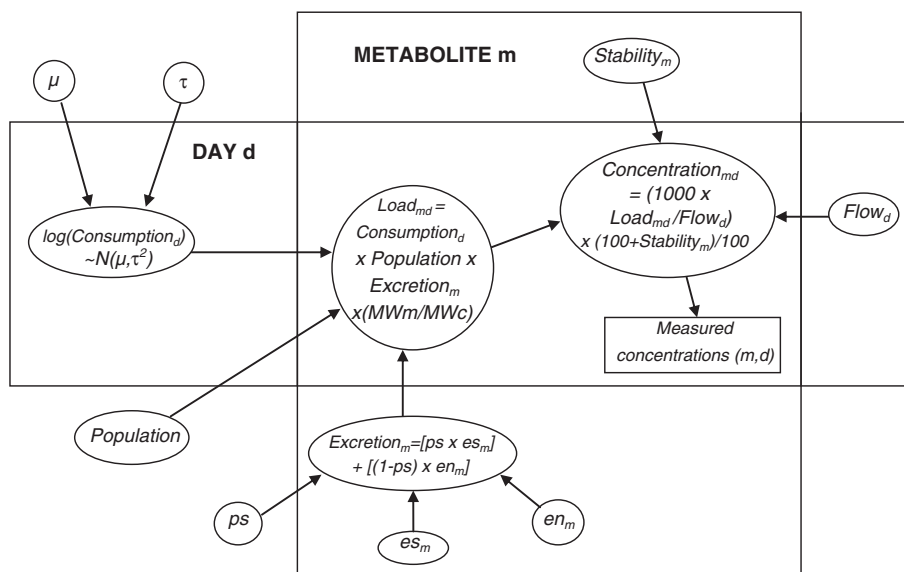 METABOLITE m
Stability_m
μ
τ
DAY d
Concentration_md
= (1000 x
Load_md/Flow_d)
x (100+Stability_m)/100
Load_md =
Consumption_d
x Population x
Excretion_m
x(MWm/MWc)
Flow_d
log(Consumption_d)
~N(μ,τ²)
Measured
concentrations (m,d)
Population
Excretion_m=[ps x es_m]
+ [(1-ps) x en_m]
ps
es_m
en_m